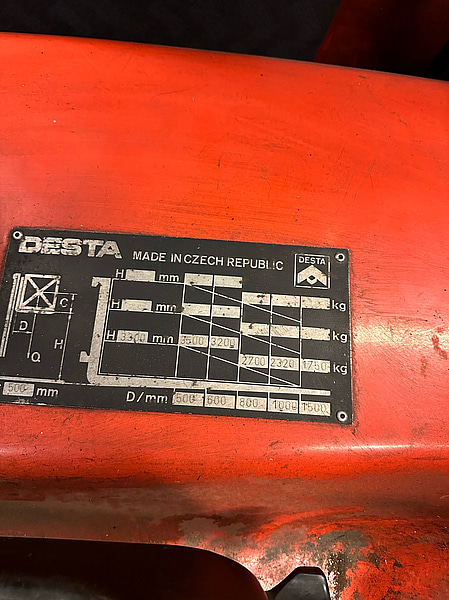 DESTA MADE IN CZECH REPUBLIC DESTA
H mm
kg
H mm
kg
H 3300 mm 3500 3200
2700 2320 1750 kg
C
D
H
Q
500 mm D/mm 500 600 800 1000 1500